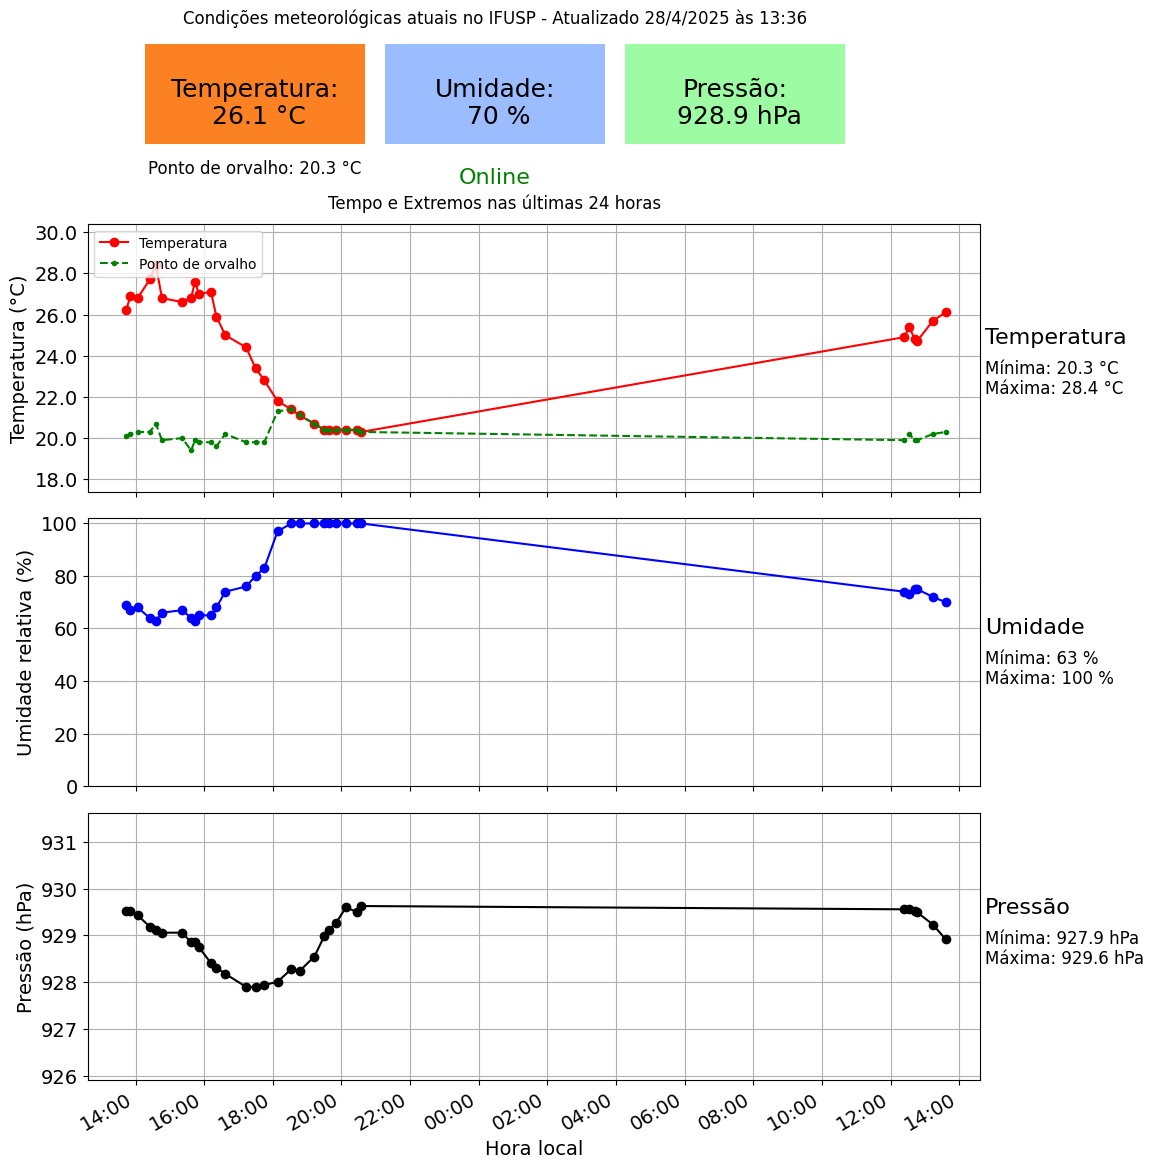 Condições meteorológicas atuais no IFUSP - Atualizado 28/4/2025 às 13:36
Temperatura:
26.1 °C
Umidade:
70 %
Pressão:
928.9 hPa
Ponto de orvalho: 20.3 °C
Online
Tempo e Extremos nas últimas 24 horas
Temperatura (°C)
30.0
28.0
26.0
24.0
22.0
20.0
18.0
Temperatura
Ponto de orvalho
Temperatura
Mínima: 20.3 °C
Máxima: 28.4 °C
Umidade relativa (%)
100
80
60
40
20
0
Umidade
Mínima: 63 %
Máxima: 100 %
Pressão (hPa)
931
930
929
928
927
926
Pressão
Mínima: 927.9 hPa
Máxima: 929.6 hPa
14:00 16:00 18:00 20:00 22:00 00:00 02:00 04:00 06:00 08:00 10:00 12:00 14:00
Hora local